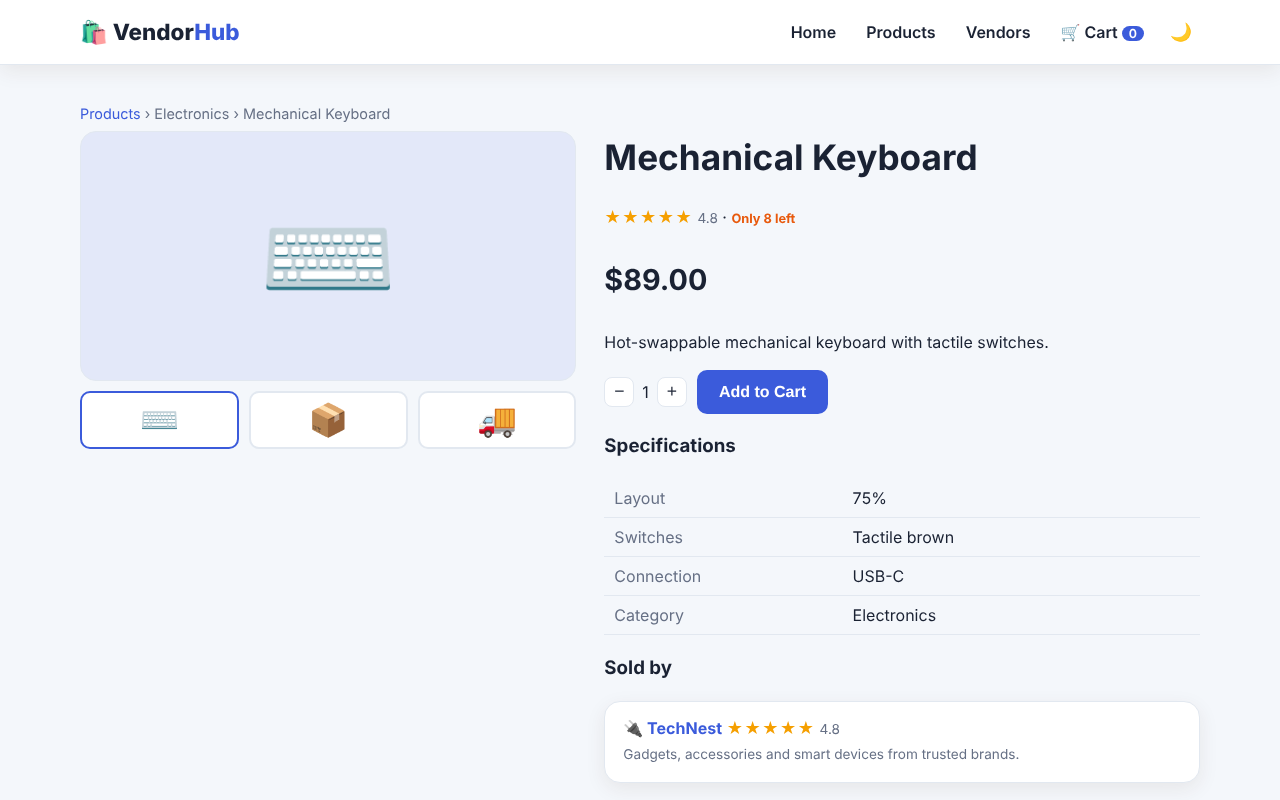 🛍️ VendorHub
Home Products Vendors 🛒 Cart 0 🌙
Products › Electronics › Mechanical Keyboard
Mechanical Keyboard
★★★★★ 4.8 · Only 8 left
$89.00
Hot-swappable mechanical keyboard with tactile switches.
− 1 + Add to Cart
Specifications
Layout 75%
Switches Tactile brown
Connection USB-C
Category Electronics
Sold by
🔌 TechNest ★★★★★ 4.8
Gadgets, accessories and smart devices from trusted brands.